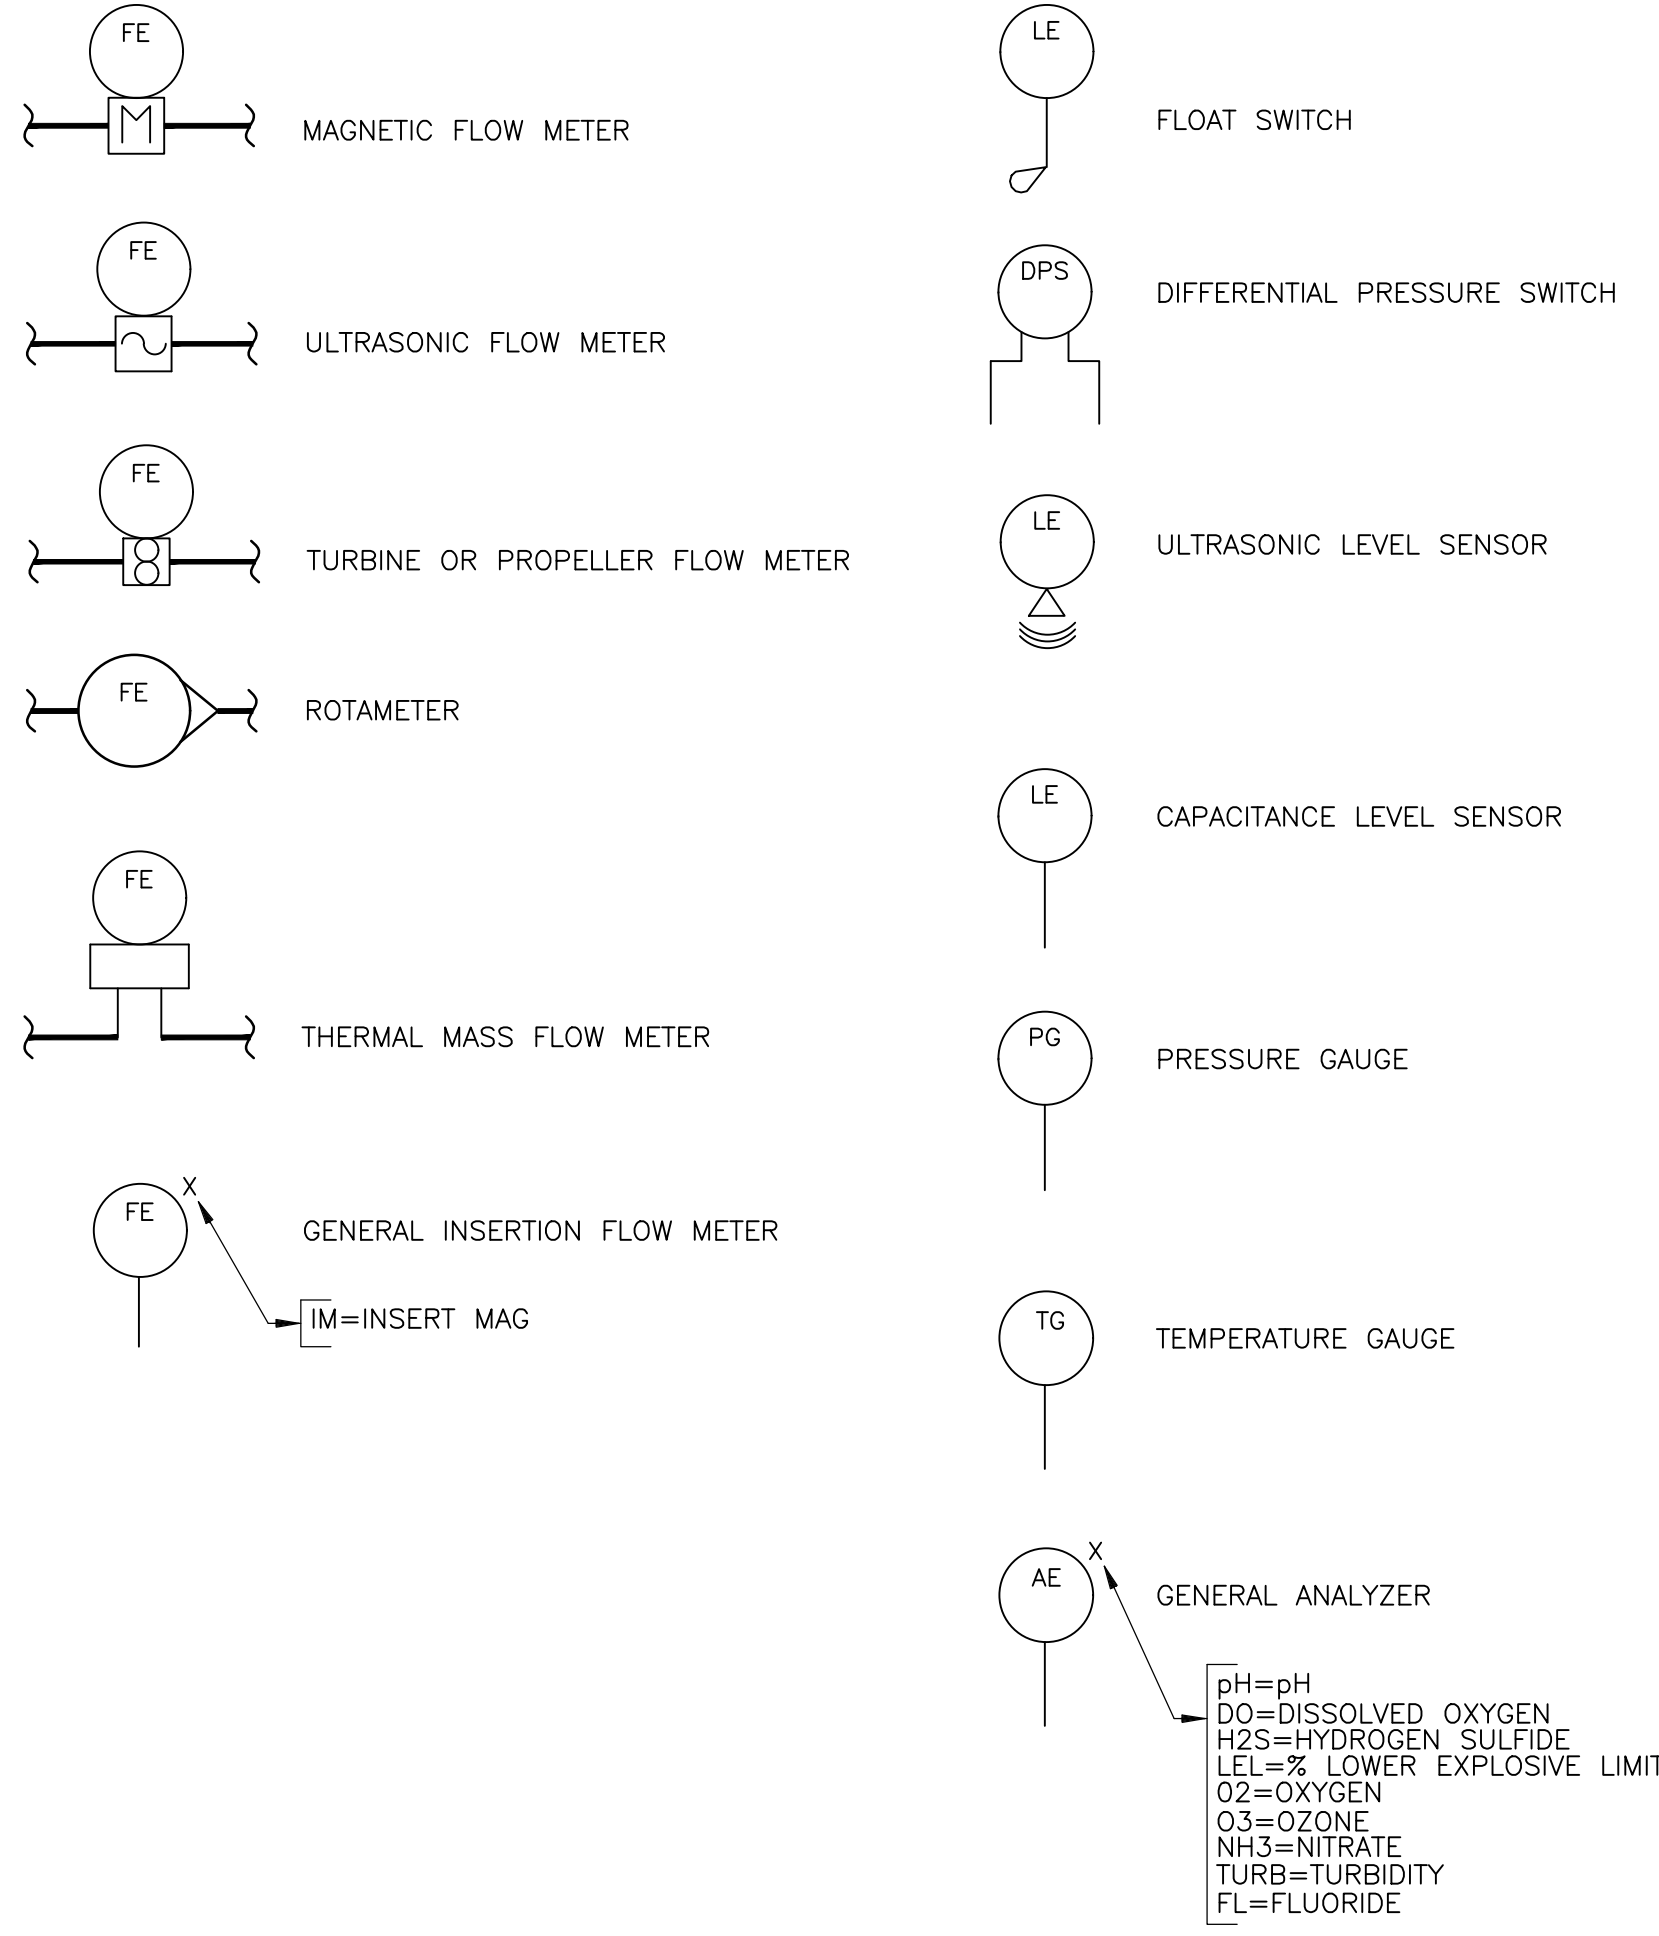 FE
M
MAGNETIC FLOW METER
FE
ULTRASONIC FLOW METER
FE
TURBINE OR PROPELLER FLOW METER
FE
ROTAMETER
FE
THERMAL MASS FLOW METER
FE
X
GENERAL INSERTION FLOW METER
IM=INSERT MAG
LE
FLOAT SWITCH
DPS
DIFFERENTIAL PRESSURE SWITCH
LE
ULTRASONIC LEVEL SENSOR
LE
CAPACITANCE LEVEL SENSOR
PG
PRESSURE GAUGE
TG
TEMPERATURE GAUGE
AE
X
GENERAL ANALYZER
pH=pH
DO=DISSOLVED OXYGEN
H2S=HYDROGEN SULFIDE
LEL=% LOWER EXPLOSIVE LIMIT
02=OXYGEN
O3=OZONE
NH3=NITRATE
TURB=TURBIDITY
FL=FLUORIDE